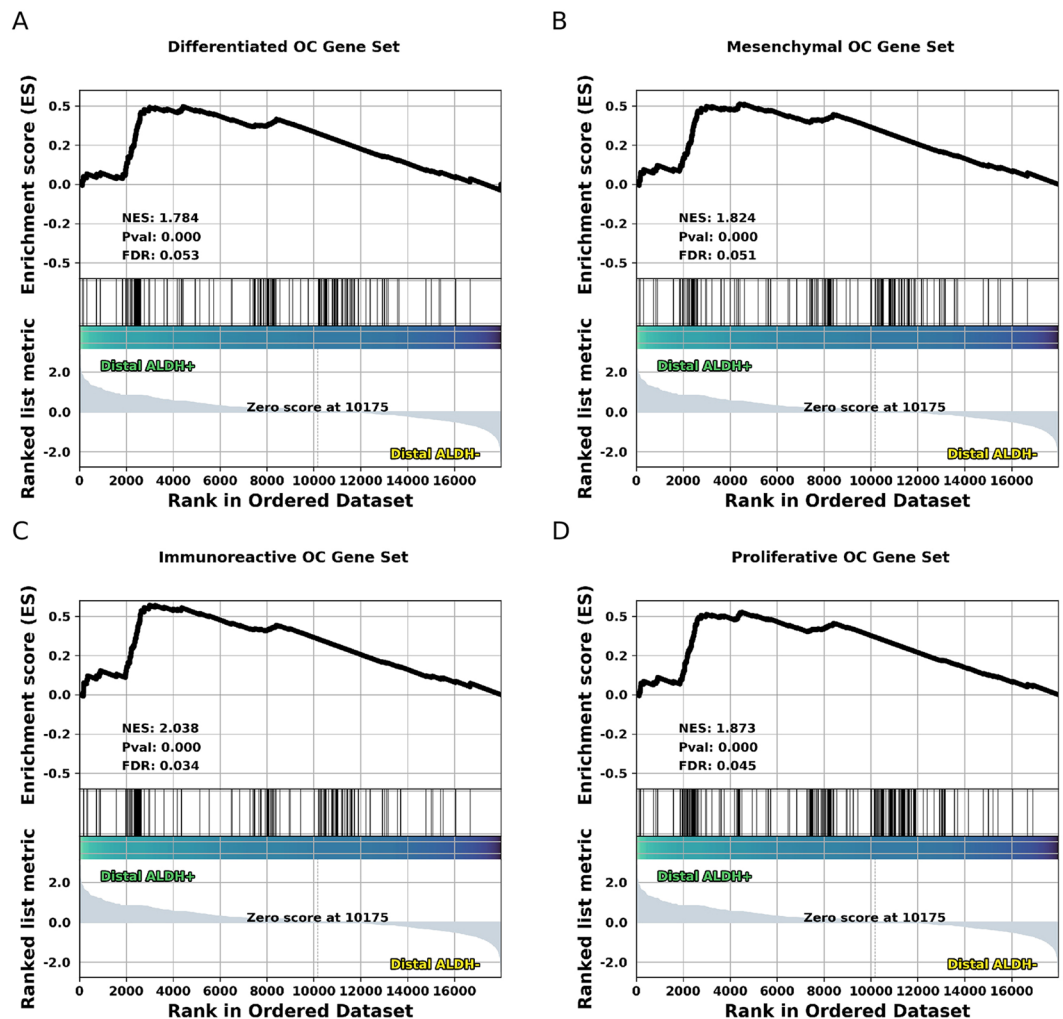 A
Differentiated OC Gene Set
Enrichment score (ES)
0.5
0.2
0.0
-0.2
-0.5
NES: 1.784
Pval: 0.000
FDR: 0.053
Ranked list metric
Distal ALDH+
2.0
0.0
-2.0
Zero score at 10175
Distal ALDH-
0 2000 4000 6000 8000 10000 12000 14000 16000
Rank in Ordered Dataset
B
Mesenchymal OC Gene Set
Enrichment score (ES)
0.5
0.2
0.0
-0.2
-0.5
NES: 1.824
Pval: 0.000
FDR: 0.051
Ranked list metric
Distal ALDH+
2.0
0.0
-2.0
Zero score at 10175
Distal ALDH-
0 2000 4000 6000 8000 10000 12000 14000 16000
Rank in Ordered Dataset
C
Immunoreactive OC Gene Set
Enrichment score (ES)
0.5
0.2
0.0
-0.2
-0.5
NES: 2.038
Pval: 0.000
FDR: 0.034
Ranked list metric
Distal ALDH+
2.0
0.0
-2.0
Zero score at 10175
Distal ALDH-
0 2000 4000 6000 8000 10000 12000 14000 16000
Rank in Ordered Dataset
D
Proliferative OC Gene Set
Enrichment score (ES)
0.5
0.2
0.0
-0.2
-0.5
NES: 1.873
Pval: 0.000
FDR: 0.045
Ranked list metric
Distal ALDH+
2.0
0.0
-2.0
Zero score at 10175
Distal ALDH-
0 2000 4000 6000 8000 10000 12000 14000 16000
Rank in Ordered Dataset